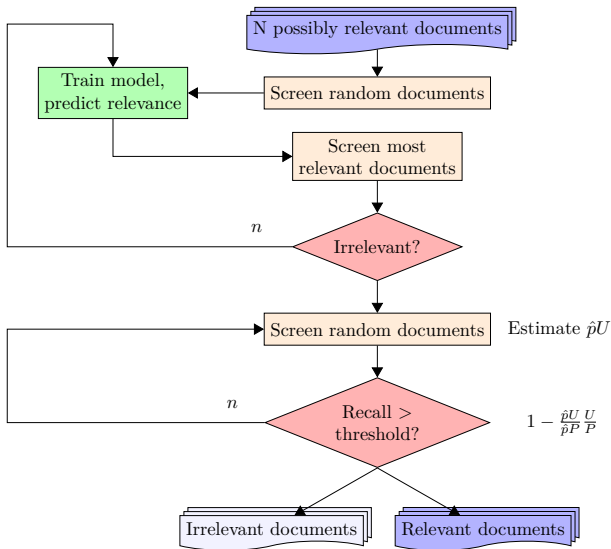 N possibly relevant documents
Train model,
predict relevance
Screen random documents
Screen most
relevant documents
n
Irrelevant?
Screen random documents
Estimate p̂U
n
Recall >
threshold?
1 − p̂U/p̂P U/P
Irrelevant documents
Relevant documents